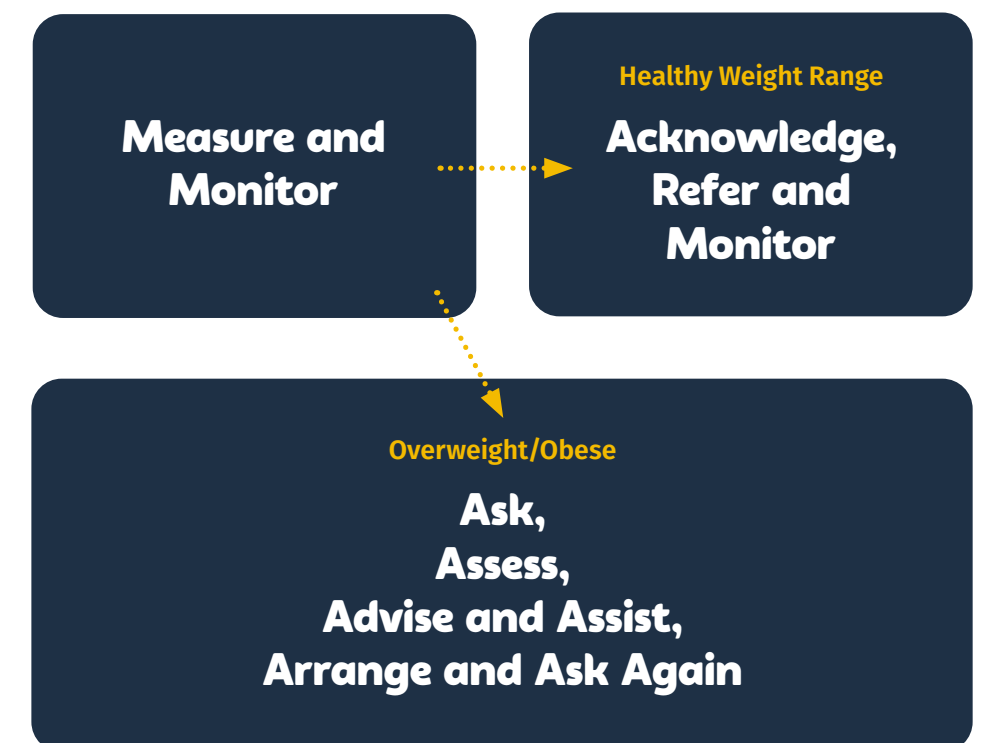 Measure and
Monitor
Healthy Weight Range
Acknowledge,
Refer and
Monitor
Overweight/Obese
Ask,
Assess,
Advise and Assist,
Arrange and Ask Again